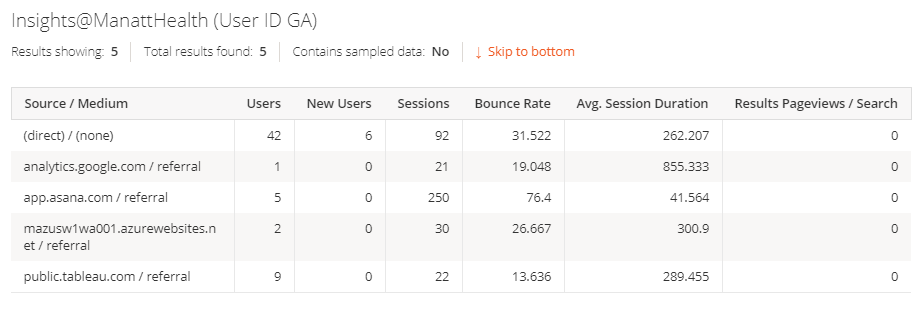 Insights@ManattHealth (User ID GA)
Results showing: 5 Total results found: 5 Contains sampled data: No ↓ Skip to bottom
Source / Medium Users New Users Sessions Bounce Rate Avg. Session Duration Results Pageviews / Search
(direct) / (none) 42 6 92 31.522 262.207 0
analytics.google.com / referral 1 0 21 19.048 855.333 0
app.asana.com / referral 5 0 250 76.4 41.564 0
mazusw1wa001.azurewebsites.n 2 0 30 26.667 300.9 0
et / referral
public.tableau.com / referral 9 0 22 13.636 289.455 0